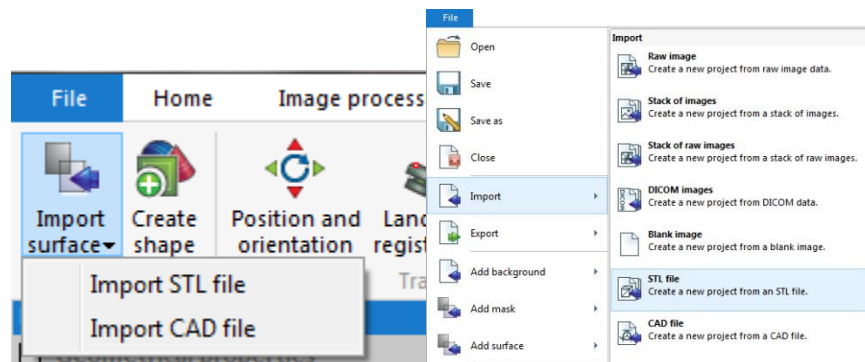 File Home Image process
Import surface
Create shape
Position and orientation
Land regist
Tra
Import STL file
Import CAD file
File
Open
Save
Save as
Close
Import
Export
Add background
Add mask
Add surface
Import
Raw image
Create a new project from raw image data.
Stack of images
Create a new project from a stack of images.
Stack of raw images
Create a new project from a stack of raw images.
DICOM images
Create a new project from DICOM data.
Blank image
Create a new project from a blank image.
STL file
Create a new project from an STL file.
CAD file
Create a new project from a CAD file.